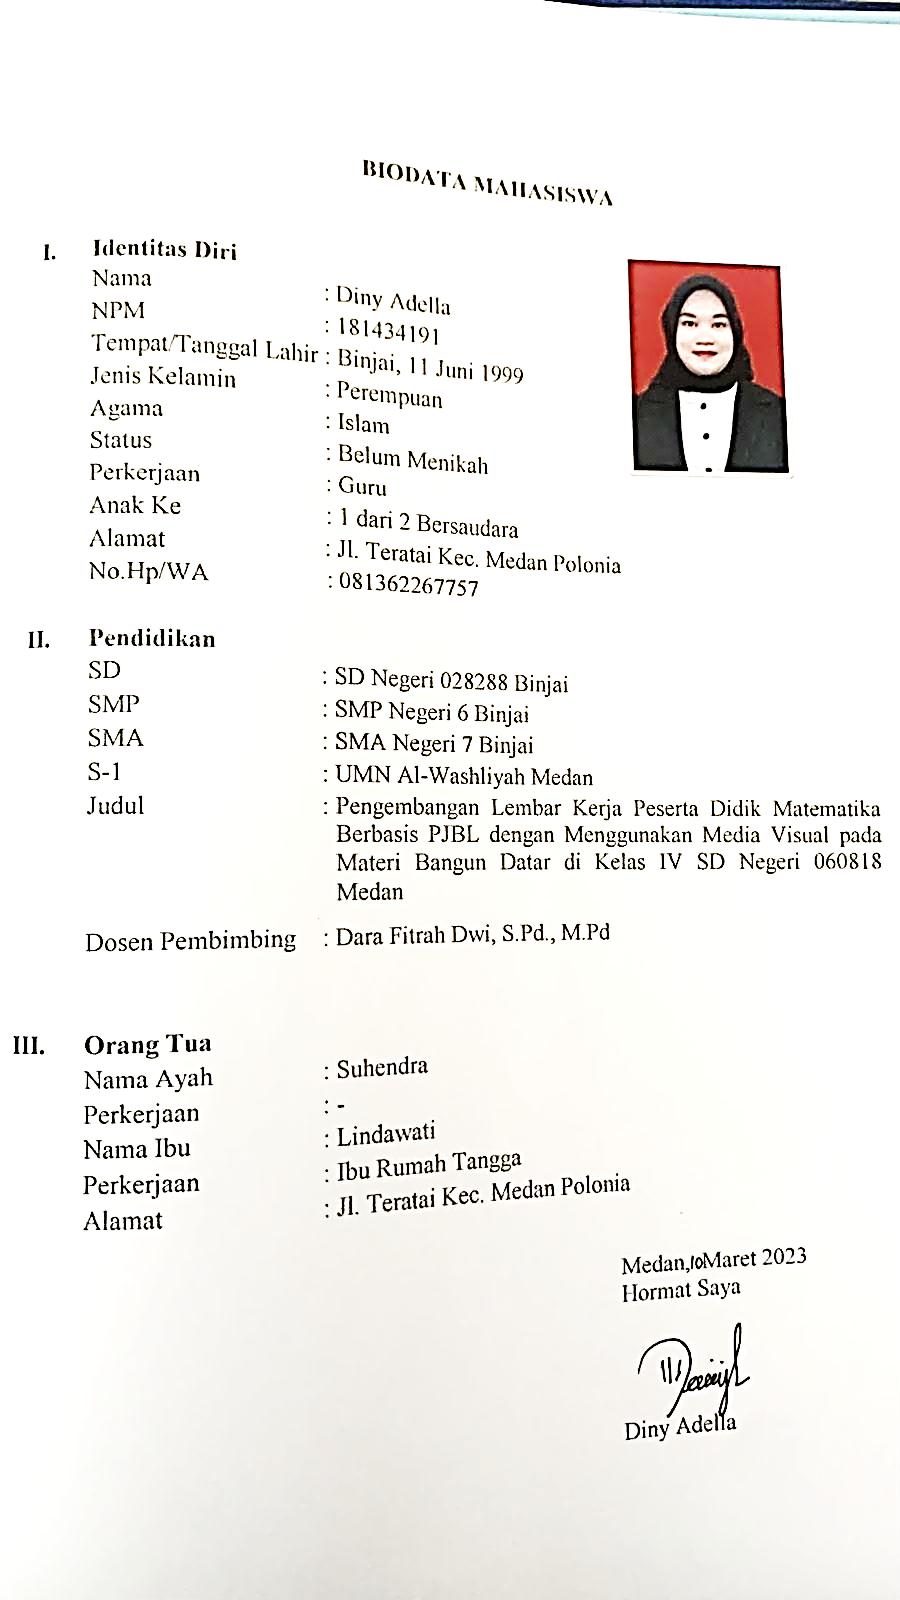 BIODATA MAHASISWA
I. Identitas Diri
Nama : Diny Adella
NPM : 181434191
Tempat/Tanggal Lahir : Binjai, 11 Juni 1999
Jenis Kelamin : Perempuan
Agama : Islam
Status : Belum Menikah
Perkerjaan : Guru
Anak Ke : 1 dari 2 Bersaudara
Alamat : Jl. Teratai Kec. Medan Polonia
No.Hp/WA : 081362267757
II. Pendidikan
SD : SD Negeri 028288 Binjai
SMP : SMP Negeri 6 Binjai
SMA : SMA Negeri 7 Binjai
S-1 : UMN Al-Washliyah Medan
Judul : Pengembangan Lembar Kerja Peserta Didik Matematika
Berbasis PJBL dengan Menggunakan Media Visual pada
Materi Bangun Datar di Kelas IV SD Negeri 060818
Medan
Dosen Pembimbing : Dara Fitrah Dwi, S.Pd., M.Pd
III. Orang Tua
Nama Ayah : Suhendra
Perkerjaan : -
Nama Ibu : Lindawati
Perkerjaan : Ibu Rumah Tangga
Alamat : Jl. Teratai Kec. Medan Polonia
Medan,10Maret 2023
Hormat Saya
Diny Adella